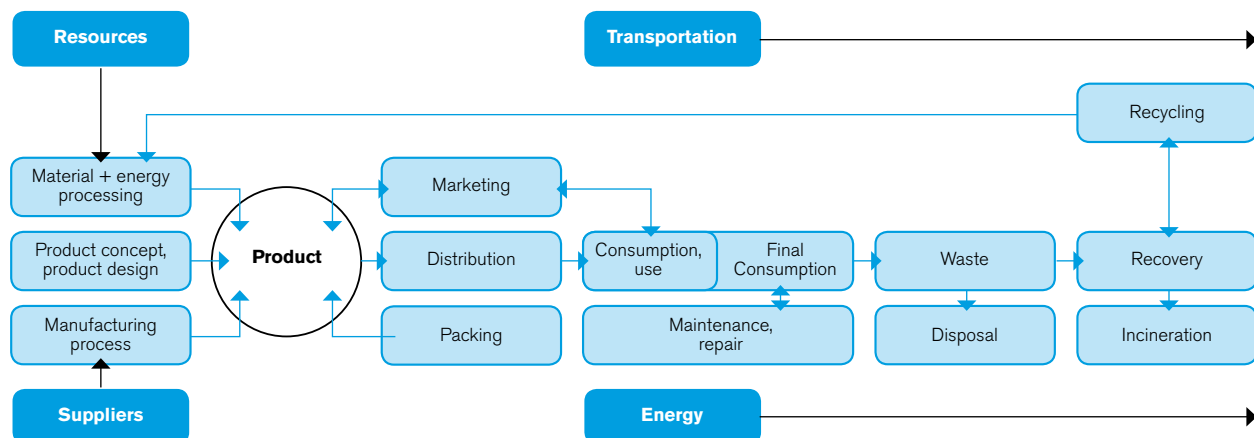 Resources
Transportation
Recycling
Material + energy
processing
Marketing
Product concept,
product design
Product
Distribution
Consumption,
use
Final
Consumption
Waste
Recovery
Manufacturing
process
Packing
Maintenance,
repair
Disposal
Incineration
Suppliers
Energy